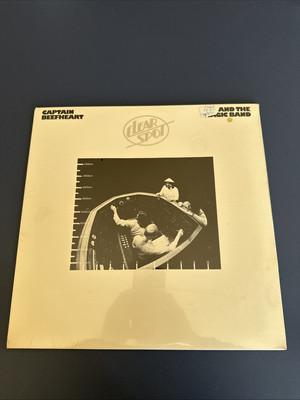 CAPTAIN
BEEFHEART
CLEAR
SPOT
AND THE
MAGIC BAND